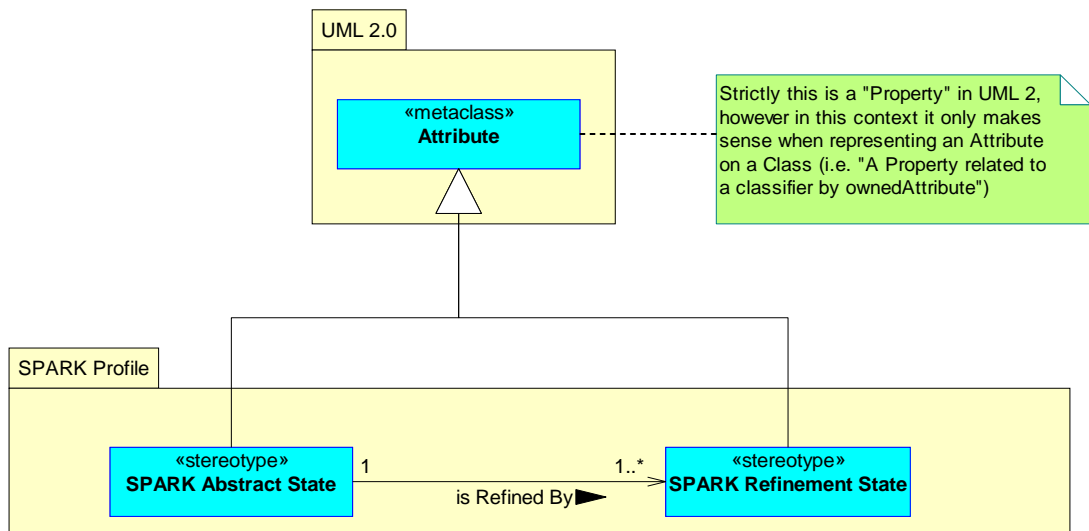 UML 2.0
«metaclass»
Attribute
Strictly this is a "Property" in UML 2,
however in this context it only makes
sense when representing an Attribute
on a Class (i.e. "A Property related to
a classifier by ownedAttribute")
SPARK Profile
«stereotype»
SPARK Abstract State
1
1..*
is Refined By
«stereotype»
SPARK Refinement State